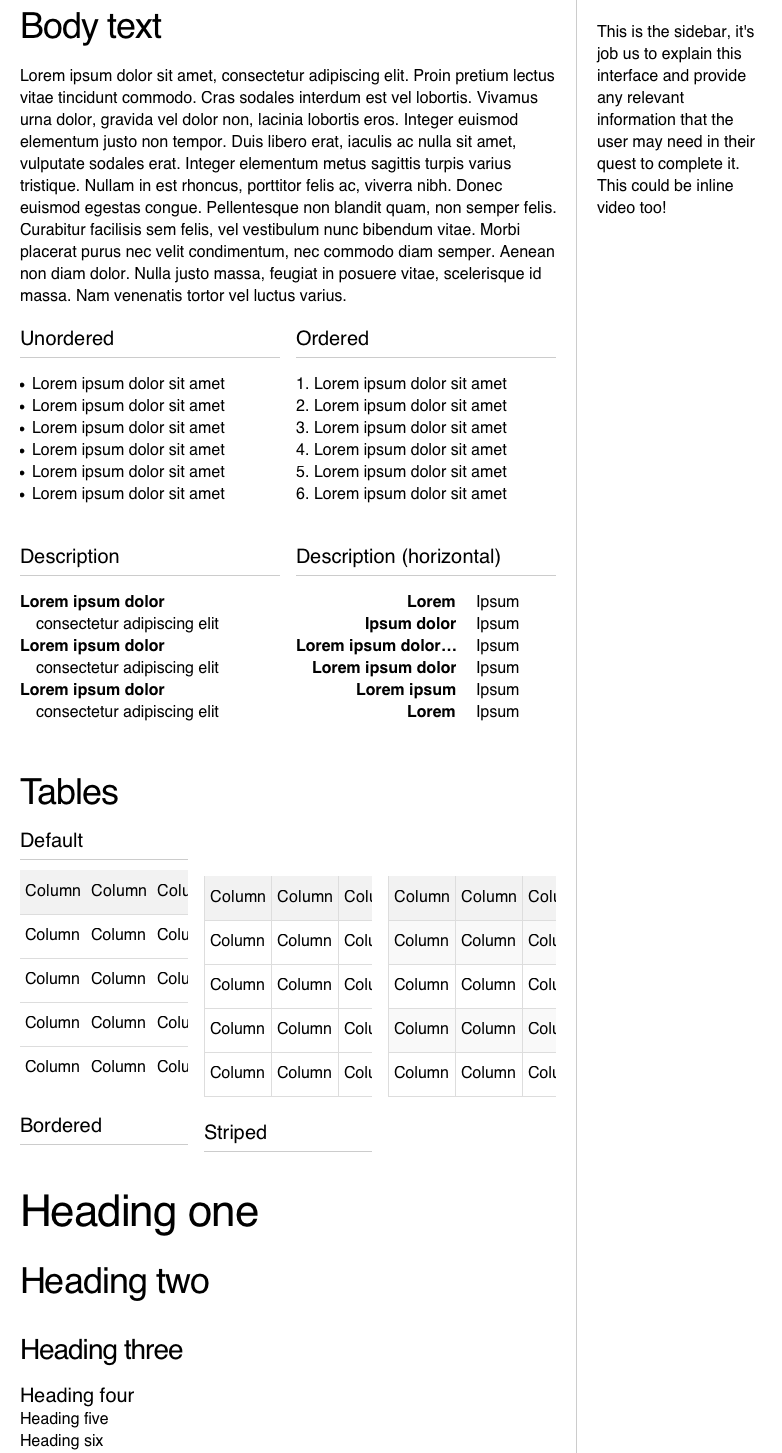 Body text
Lorem ipsum dolor sit amet, consectetur adipiscing elit. Proin pretium lectus
vitae tincidunt commodo. Cras sodales interdum est vel lobortis. Vivamus
urna dolor, gravida vel dolor non, lacinia lobortis eros. Integer euismod
elementum justo non tempor. Duis libero erat, iaculis ac nulla sit amet,
vulputate sodales erat. Integer elementum metus sagittis turpis varius
tristique. Nullam in est rhoncus, porttitor felis ac, viverra nibh. Donec
euismod egestas congue. Pellentesque non blandit quam, non semper felis.
Curabitur facilisis sem felis, vel vestibulum nunc bibendum vitae. Morbi
placerat purus nec velit condimentum, nec commodo diam semper. Aenean
non diam dolor. Nulla justo massa, feugiat in posuere vitae, scelerisque id
massa. Nam venenatis tortor vel luctus varius.
Unordered
• Lorem ipsum dolor sit amet
• Lorem ipsum dolor sit amet
• Lorem ipsum dolor sit amet
• Lorem ipsum dolor sit amet
• Lorem ipsum dolor sit amet
• Lorem ipsum dolor sit amet
Ordered
1. Lorem ipsum dolor sit amet
2. Lorem ipsum dolor sit amet
3. Lorem ipsum dolor sit amet
4. Lorem ipsum dolor sit amet
5. Lorem ipsum dolor sit amet
6. Lorem ipsum dolor sit amet
Description
Lorem ipsum dolor
consectetur adipiscing elit
Lorem ipsum dolor
consectetur adipiscing elit
Lorem ipsum dolor
consectetur adipiscing elit
Description (horizontal)
Lorem Ipsum
Ipsum dolor Ipsum
Lorem ipsum dolor… Ipsum
Lorem ipsum dolor Ipsum
Lorem ipsum Ipsum
Lorem Ipsum
Tables
Default
Column Column Colu
Column Column Colu
Column Column Colu
Column Column Colu
Column Column Colu
Bordered
Column Column Colu
Column Column Colu
Column Column Colu
Column Column Colu
Column Column Colu
Striped
Column Column Colu
Column Column Colu
Column Column Colu
Column Column Colu
Column Column Colu
Heading one
Heading two
Heading three
Heading four
Heading five
Heading six
This is the sidebar, it's
job us to explain this
interface and provide
any relevant
information that the
user may need in their
quest to complete it.
This could be inline
video too!